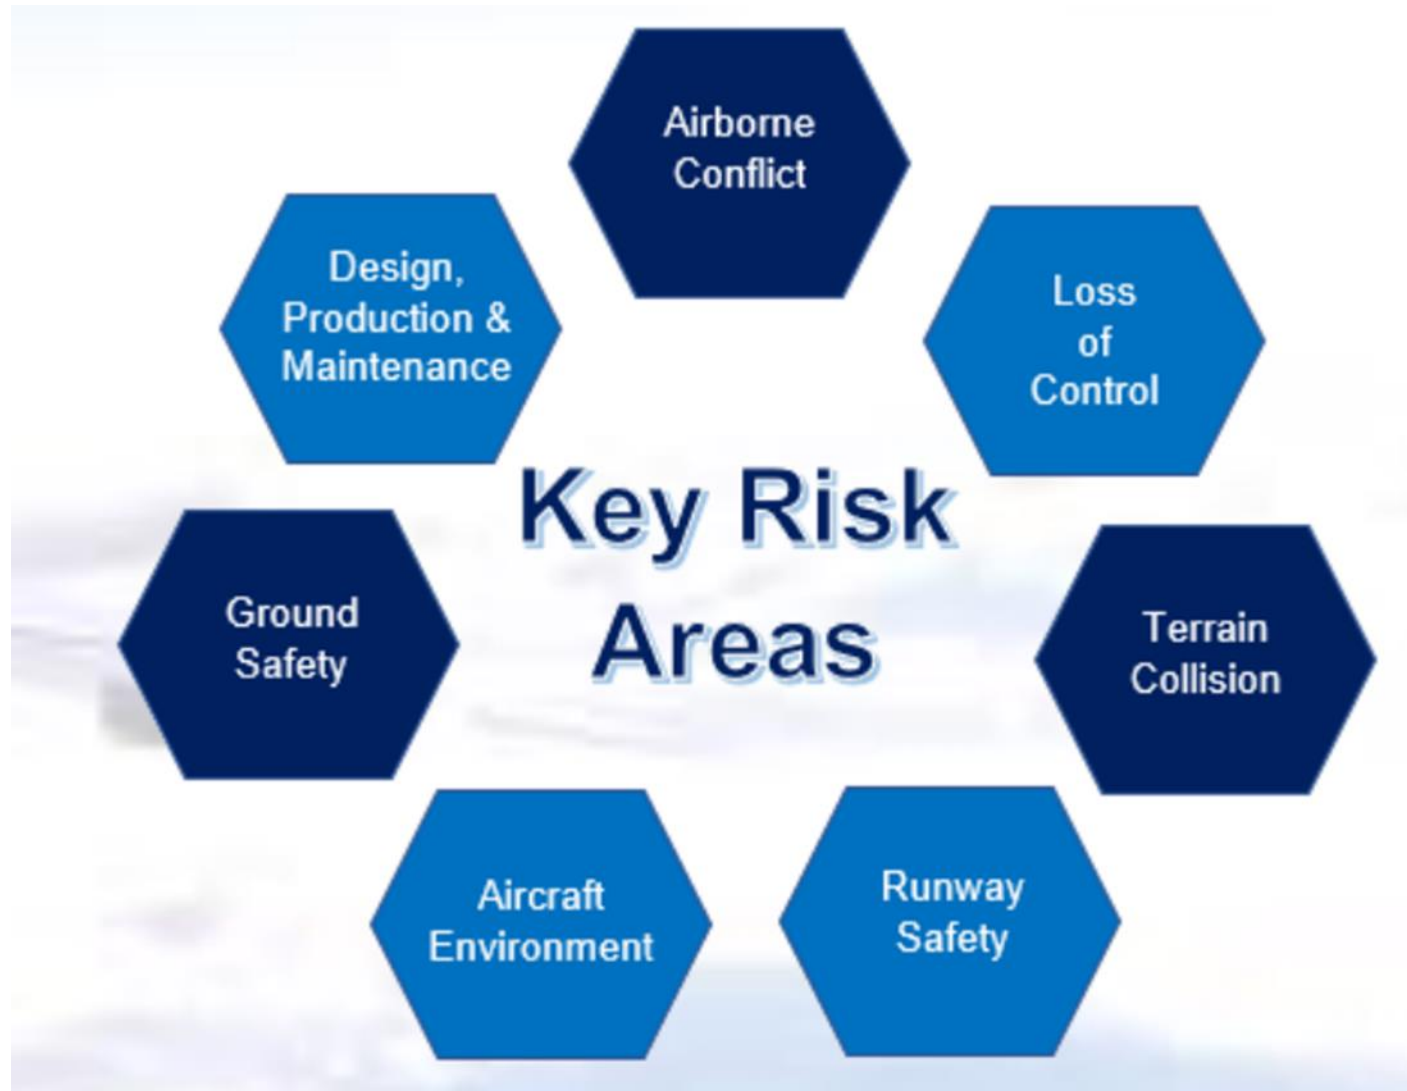 Airborne
Conflict
Design,
Production &
Maintenance
Loss
of
Control
Key Risk
Areas
Ground
Safety
Terrain
Collision
Aircraft
Environment
Runway
Safety